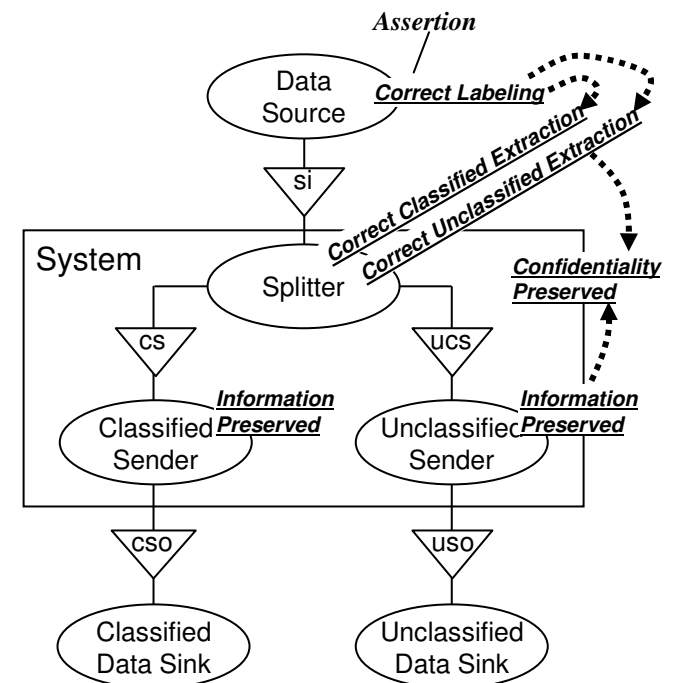 Assertion
Data
Source
Correct Labeling
si
Correct Classified Extraction
Correct Unclassified Extraction
System
Splitter
Confidentiality
Preserved
cs
ucs
Information
Preserved
Information
Preserved
Classified
Sender
Unclassified
Sender
cso
uso
Classified
Data Sink
Unclassified
Data Sink